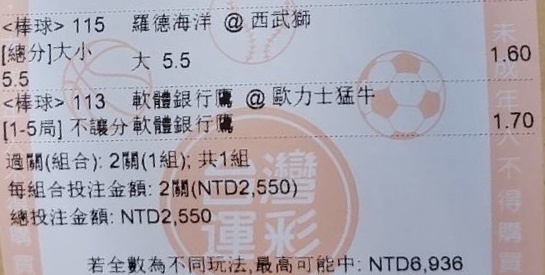 <棒球> 115 羅德海洋 @ 西武獅
[總分]大小 大 5.5 1.60
5.5
<棒球> 113 軟體銀行鷹 @ 歐力士猛牛
[1-5局] 不讓分 軟體銀行鷹 1.70
過關(組合): 2關(1組); 共1組
每組合投注金額: 2關(NTD2,550)
總投注金額: NTD2,550
若全數為不同玩法,最高可能中: NTD6,936
台灣
運彩